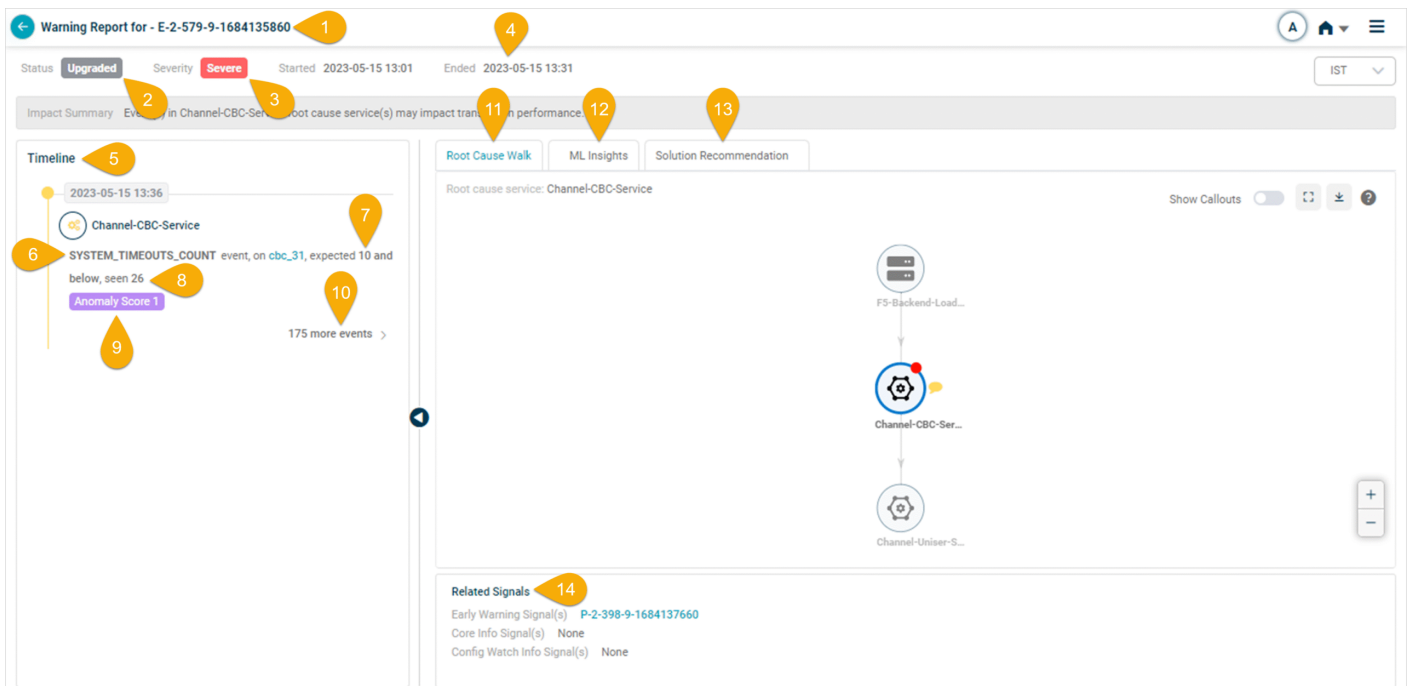 Warning Report for - E-2-579-9-1684135860
1
4
A
Status Upgraded Severity Severe Started 2023-05-15 13:01 Ended 2023-05-15 13:31
IST
2
3
11
12
13
Impact Summary in Channel-CBC-Ser root cause service(s) may impact performance.
Timeline
5
Root Cause Walk ML Insights Solution Recommendation
2023-05-15 13:36
Root cause service: Channel-CBC-Service
Show Callouts
?
7
Channel-CBC-Service
6
SYSTEM_TIMEOUTS_COUNT event, on cbc_31, expected 10 and
below, seen 26
8
Anomaly Score 1
10
9
175 more events
F5-Backend-Load...
Channel-CBC-Ser...
Channel-Uniser-S...
+
−
Related Signals
14
Early Warning Signal(s) P-2-398-9-1684137660
Core Info Signal(s) None
Config Watch Info Signal(s) None